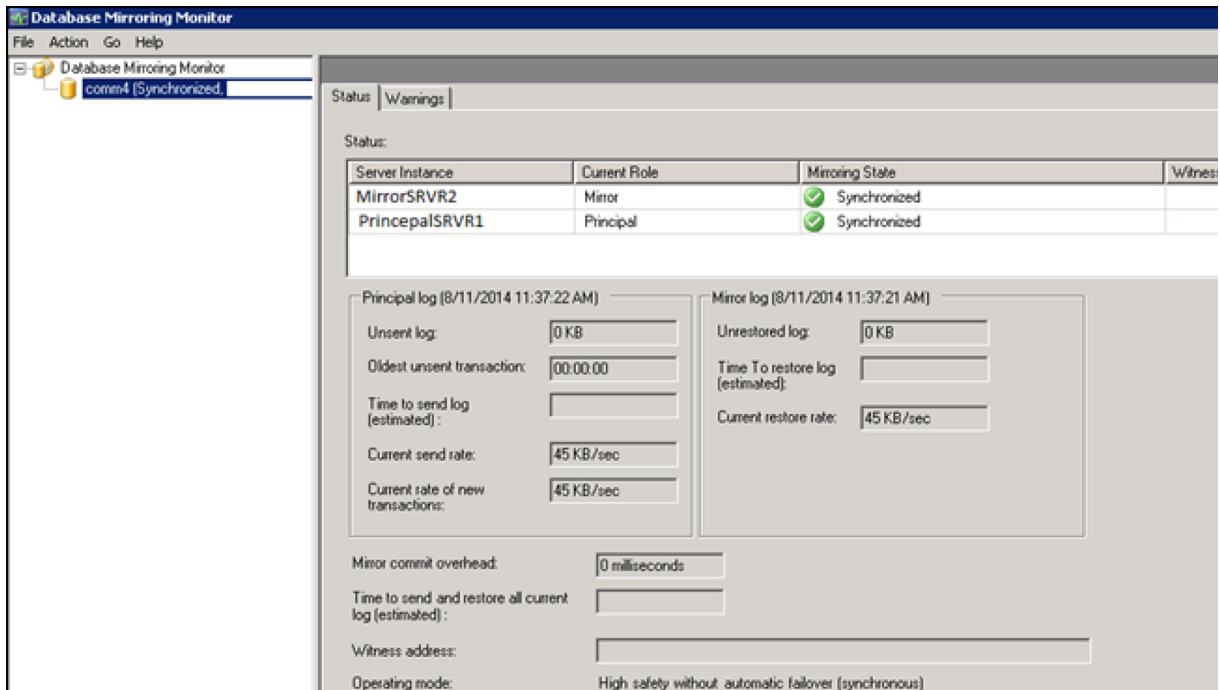 Database Mirroring Monitor
File Action Go Help
Database Mirroring Monitor
comm4 (Synchronized,
Status Warnings
Status:
Server Instance Current Role Mirroring State Witness
MirrorSRVR2 Mirror Synchronized
PrincepalSRVR1 Principal Synchronized
Principal log (8/11/2014 11:37:22 AM) Mirror log (8/11/2014 11:37:21 AM)
Unsent log: 0 KB Unrestored log: 0 KB
Oldest unsent transaction: 00:00:00 Time To restore log
(estimated):
Time to send log
(estimated) :
Current restore rate: 45 KB/sec
Current send rate: 45 KB/sec
Current rate of new
transactions: 45 KB/sec
Mirror commit overhead: 0 milliseconds
Time to send and restore all current
log (estimated) :
Witness address:
Operating mode: High safety without automatic failover (synchronous)